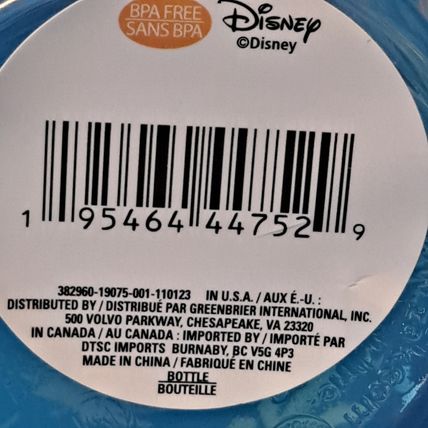 BPA FREE
SANS BPA
Disney
©Disney
1 95464 44752 9
382960-19075-001-110123 IN U.S.A. / AUX É.-U. :
DISTRIBUTED BY / DISTRIBUÉ PAR GREENBRIER INTERNATIONAL, INC.
500 VOLVO PARKWAY, CHESAPEAKE, VA 23320
IN CANADA / AU CANADA : IMPORTED BY / IMPORTÉ PAR
DTSC IMPORTS BURNABY, BC V5G 4P3
MADE IN CHINA / FABRIQUÉ EN CHINE
BOTTLE
BOUTEILLE